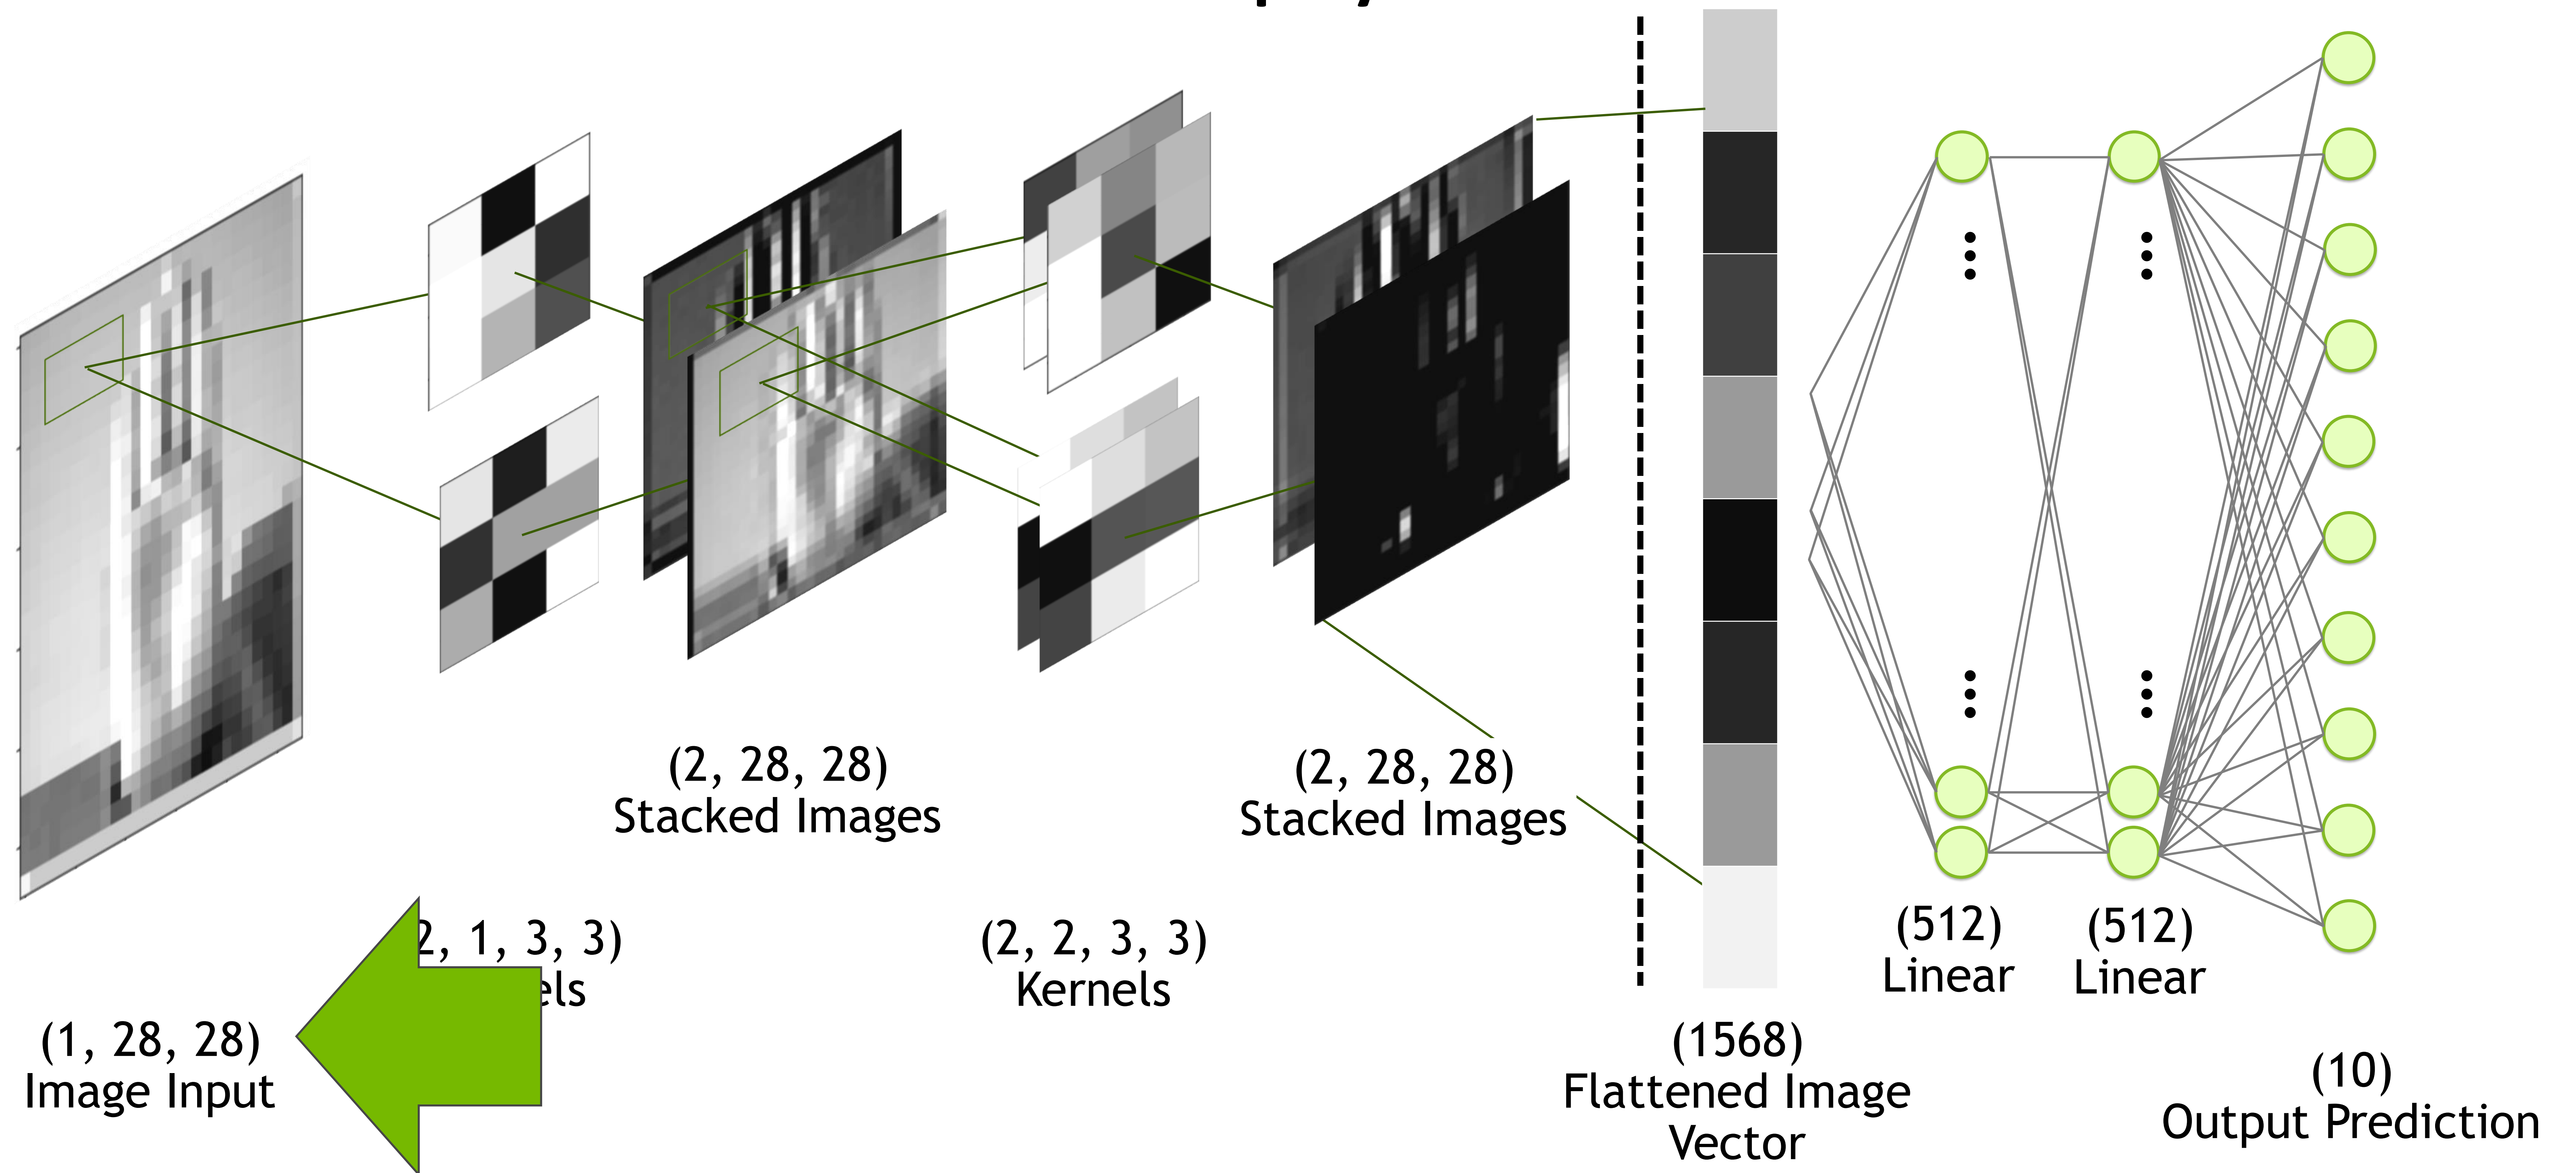 (2, 28, 28)
Stacked Images
(2, 28, 28)
Stacked Images
2, 1, 3, 3)
els
(2, 2, 3, 3)
Kernels
(512)
Linear
(512)
Linear
(1, 28, 28)
Image Input
(1568)
Flattened Image
Vector
(10)
Output Prediction